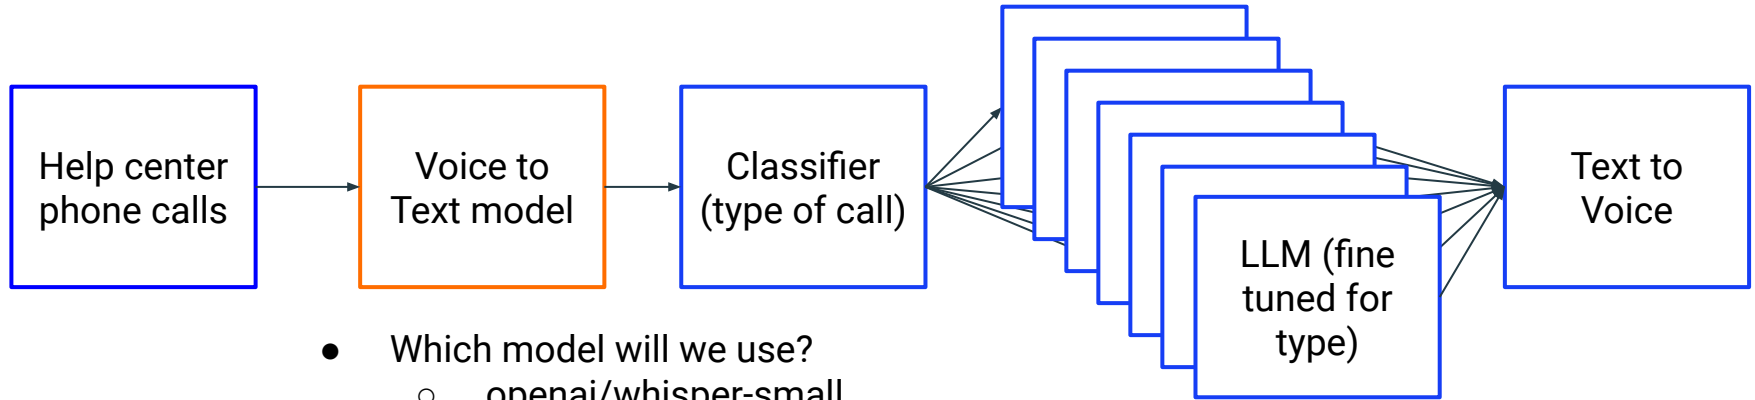 Help center
phone calls
Voice to
Text model
Classifier
(type of call)
LLM (fine
tuned for
type)
Text to
Voice
● Which model will we use?
○ openai/whisper-small